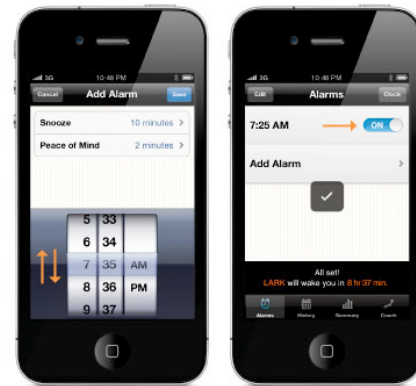 3G 10:48 PM
Cancel Add Alarm Save
Snooze 10 minutes >
Peace of Mind 2 minutes >
5 33
6 34
7 35 AM
8 36 PM
9 37
3G 10:48 PM
Edit Alarms Clock
7:25 AM ON
Add Alarm >
All set!
LARK will wake you in 8 hr 37 min.
Alarms History Summary Coach